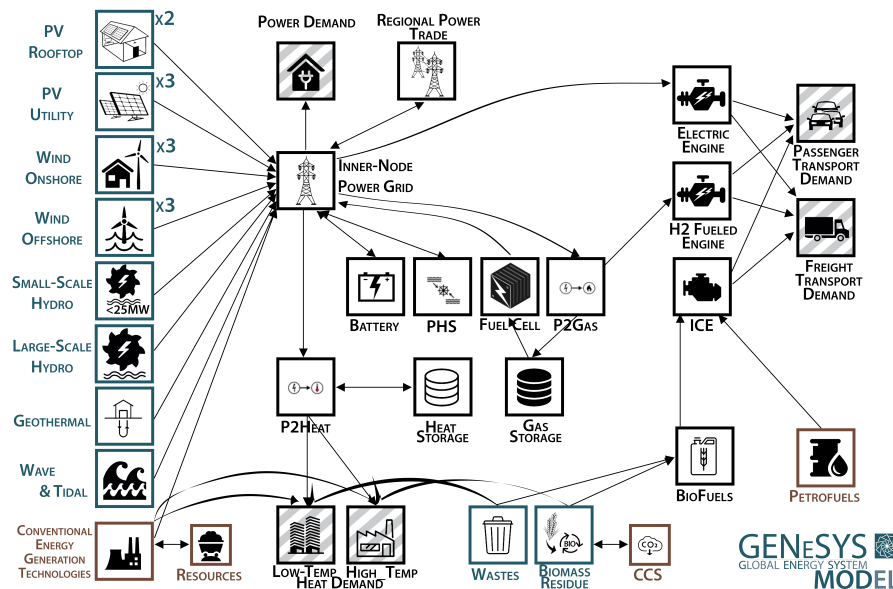 PV
Rooftop
x2
Power Demand
Regional Power
Trade
PV
Utility
x3
Electric
Engine
Passenger
Transport
Demand
Wind
Onshore
x3
Inner-Node
Power Grid
H2 Fueled
Engine
Wind
Offshore
x3
Freight
Transport
Demand
Small-Scale
Hydro
<25MW
Battery
PHS
Fuel Cell
P2Gas
ICE
Large-Scale
Hydro
Geothermal
P2Heat
Heat
Storage
Gas
Storage
BioFuels
Petrofuels
Wave
& Tidal
Conventional
Energy
Generation
Technologies
Resources
Low-Temp
High Temp
Heat Demand
Wastes
BIO
Biomass
Residue
CO2
CCS
GENeSYS
GLOBAL ENERGY SYSTEM
MODEL